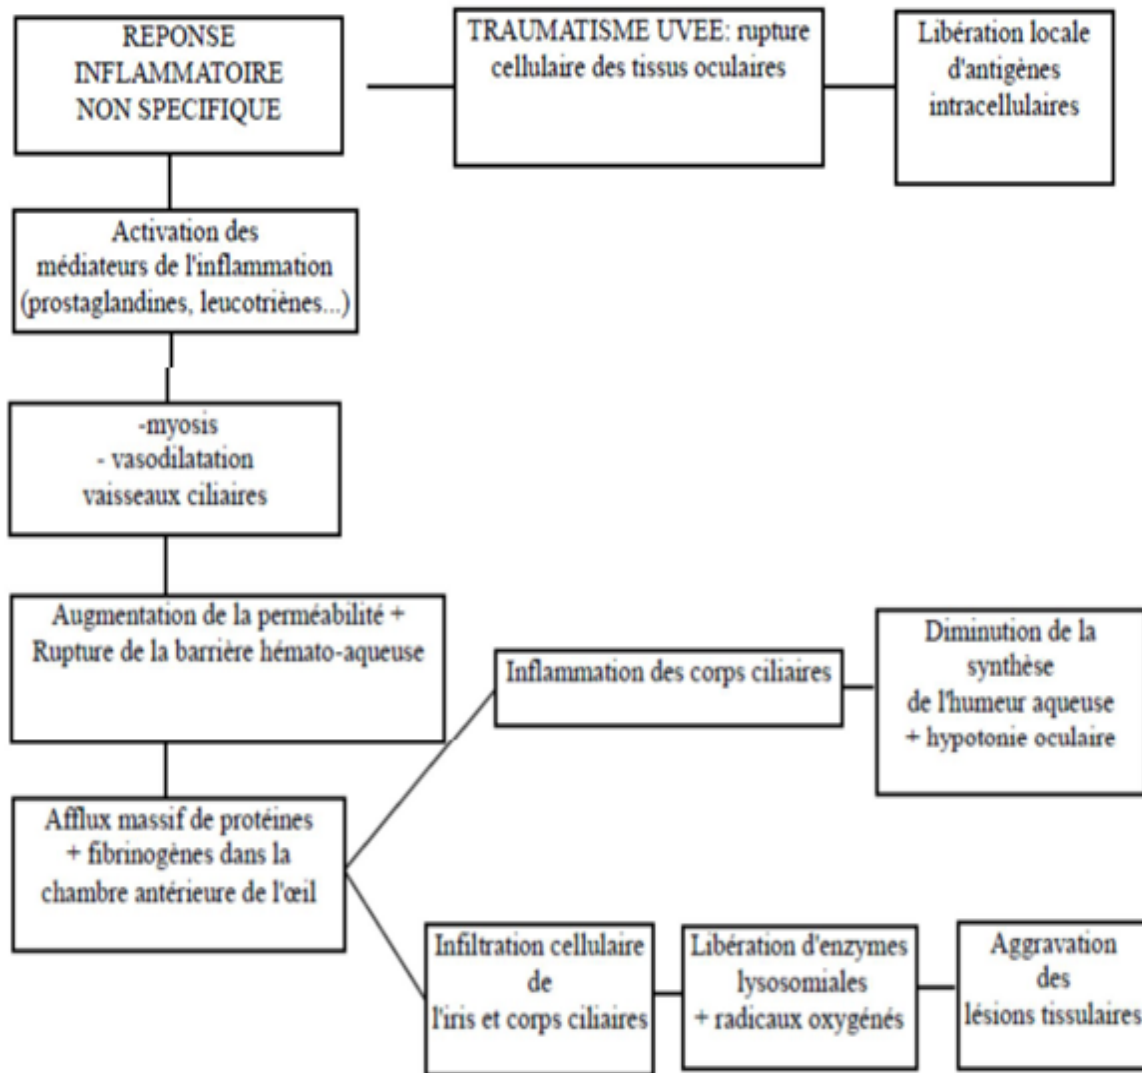 REPONSE
INFLAMMATOIRE
NON SPECIFIQUE
TRAUMATISME UVEE: rupture
cellulaire des tissus oculaires
Libération locale
d'antigènes
intracellulaires
Activation des
médiateurs de l'inflammation
(prostaglandines, leucotriènes...)
-myosis
- vasodilatation
vaisseaux ciliaires
Augmentation de la perméabilité +
Rupture de la barrière hémato-aqueuse
Inflammation des corps ciliaires
Diminution de la
synthèse
de l'humeur aqueuse
+ hypotonie oculaire
Afflux massif de protéines
+ fibrinogènes dans la
chambre antérieure de l'œil
Infiltration cellulaire
de
l'iris et corps ciliaires
Libération d'enzymes
lysosomiales
+ radicaux oxygénés
Aggravation
des
lésions tissulaires